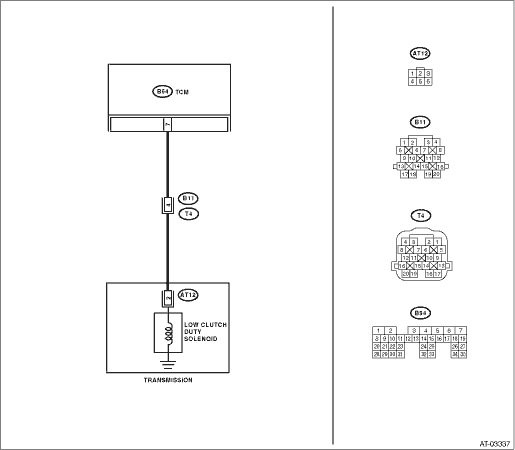 B54 TCM
7
4
B11
T4
2
AT12
LOW CLUTCH
DUTY
SOLENOID
TRANSMISSION
AT12
1 2 3
4 5 6
B11
1 2 3 4
5 6 7 8
9 10 11 12
13 14 15 16
17 18 19 20
T4
4 3 2 1
8 7 6 5
12 11 10 9
16 15 14 13
20 19 18 17
B54
1 2 3 4 5 6 7
8 9 10 11 12 13 14 15 16 17 18 19
20 21 22 23 24 25 26 27
28 29 30 31 32 33 34 35
AT-03337